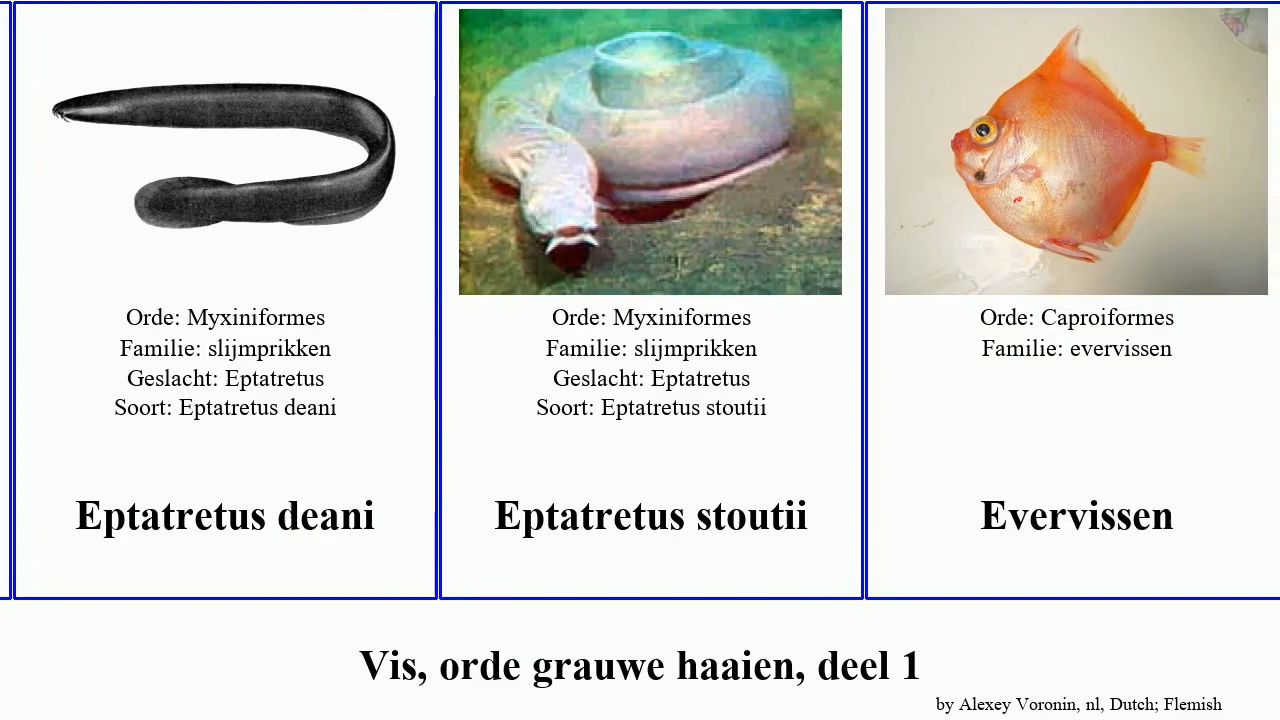 Orde: Myxiniformes
Familie: slijmprikken
Geslacht: Eptatretus
Soort: Eptatretus deani
Eptatretus deani
Orde: Myxiniformes
Familie: slijmprikken
Geslacht: Eptatretus
Soort: Eptatretus stoutii
Eptatretus stoutii
Orde: Caproiformes
Familie: evervissen
Evervissen
Vis, orde grauwe haaien, deel 1
by Alexey Voronin, nl, Dutch; Flemish